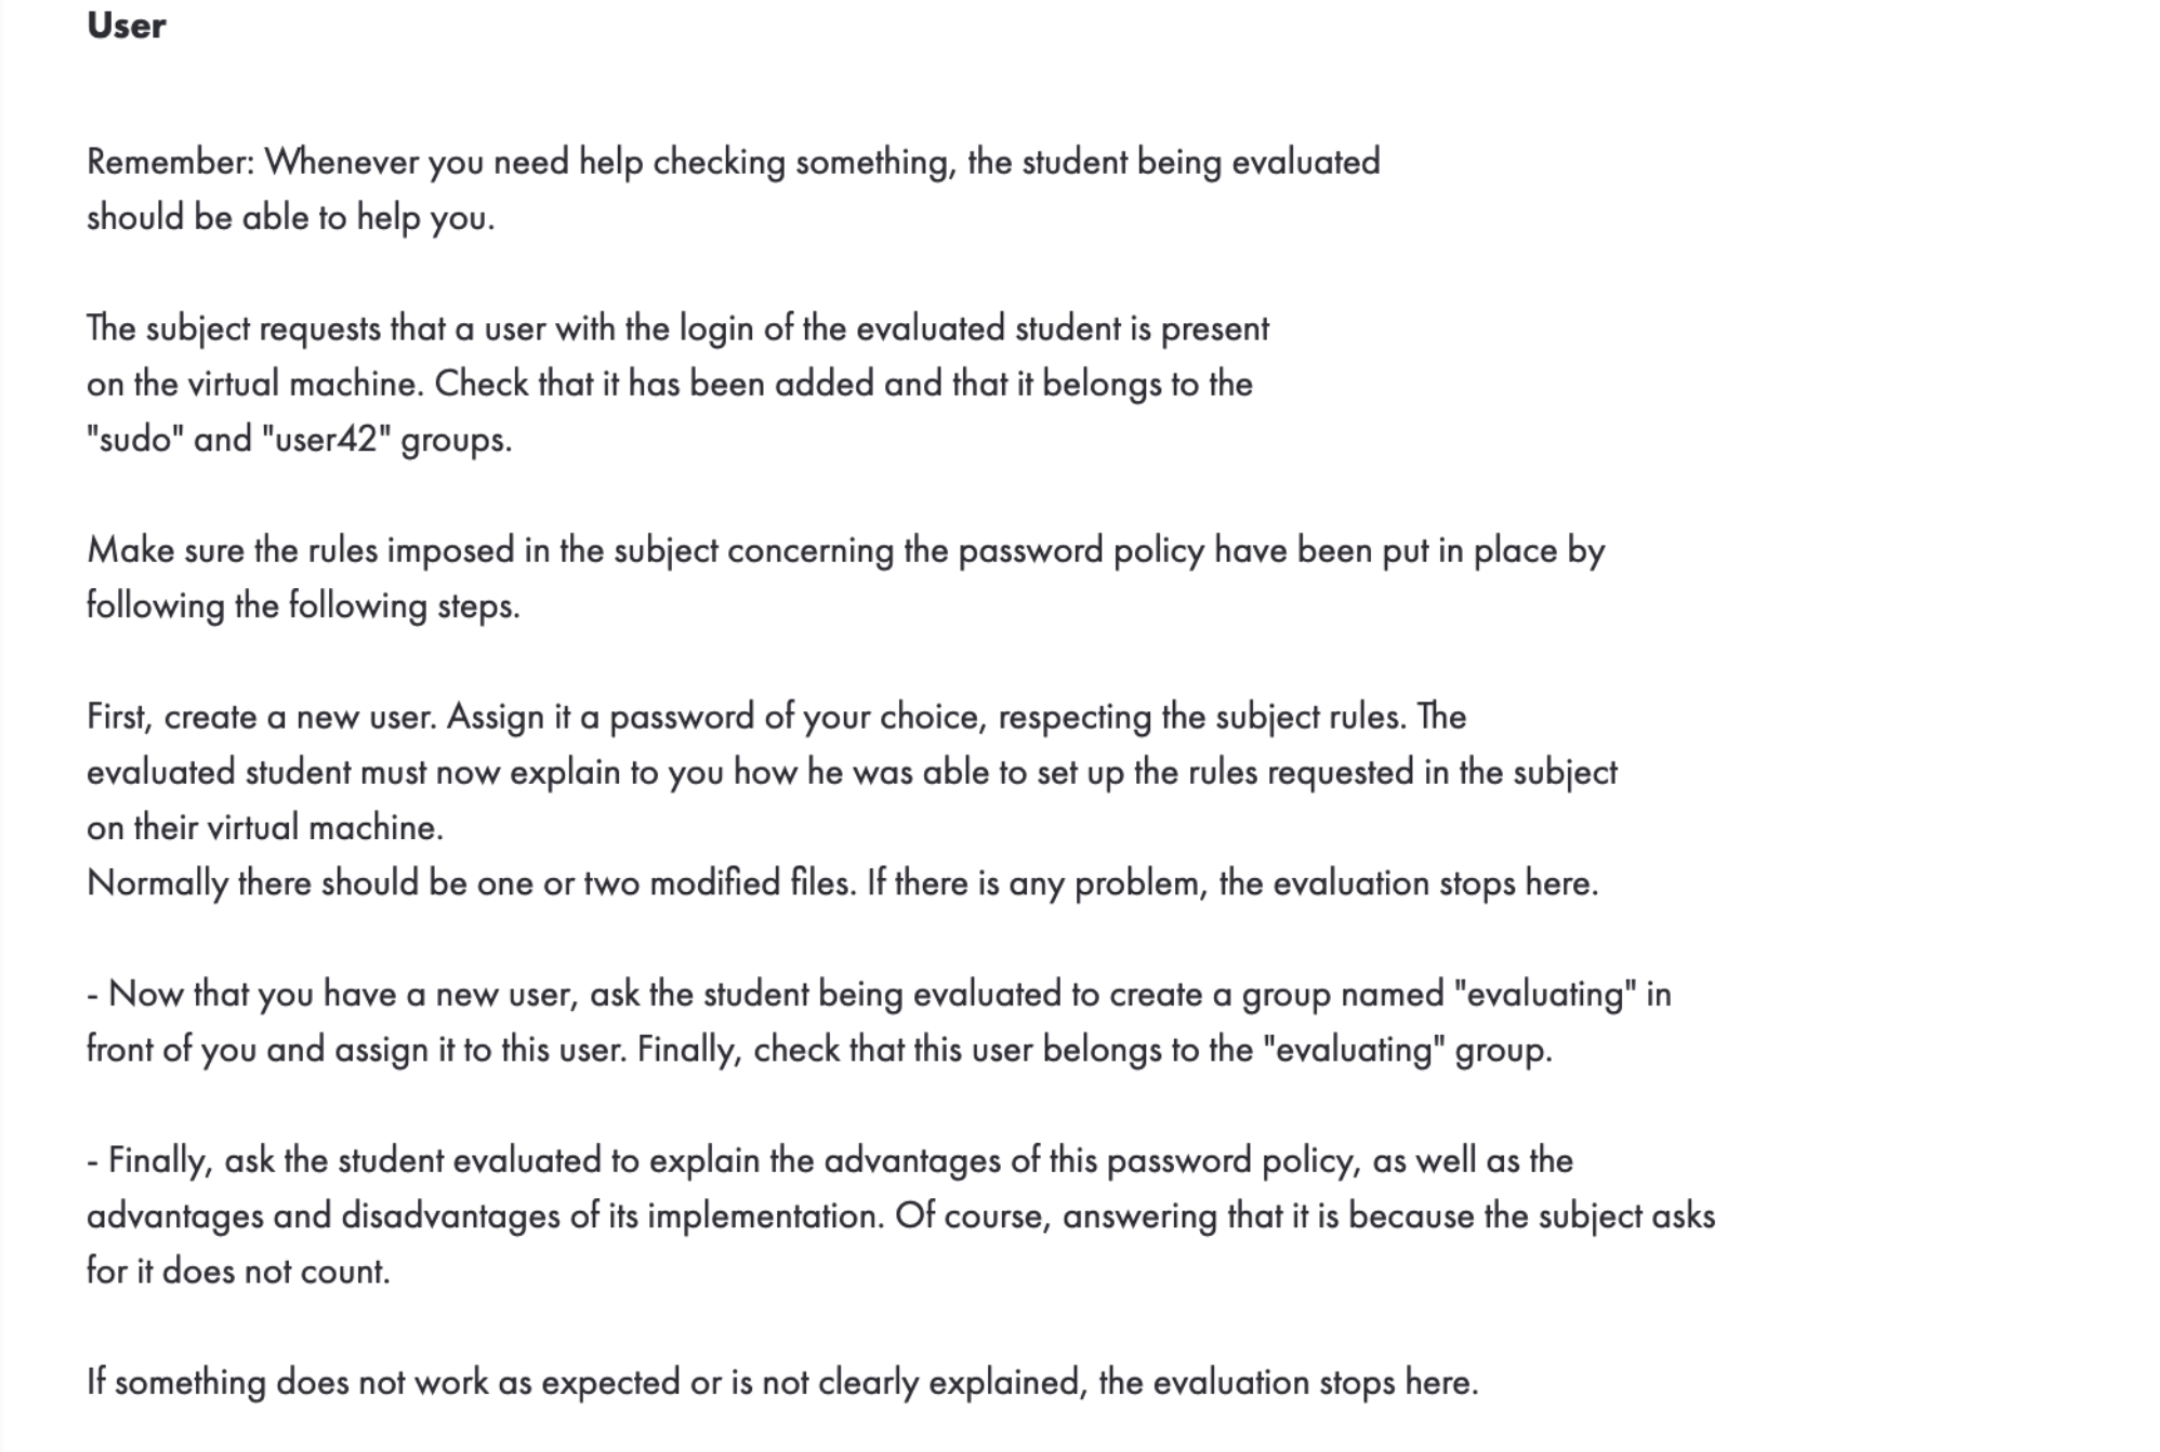 User
Remember: Whenever you need help checking something, the student being evaluated
should be able to help you.
The subject requests that a user with the login of the evaluated student is present
on the virtual machine. Check that it has been added and that it belongs to the
"sudo" and "user42" groups.
Make sure the rules imposed in the subject concerning the password policy have been put in place by
following the following steps.
First, create a new user. Assign it a password of your choice, respecting the subject rules. The
evaluated student must now explain to you how he was able to set up the rules requested in the subject
on their virtual machine.
Normally there should be one or two modified files. If there is any problem, the evaluation stops here.
- Now that you have a new user, ask the student being evaluated to create a group named "evaluating" in
front of you and assign it to this user. Finally, check that this user belongs to the "evaluating" group.
- Finally, ask the student evaluated to explain the advantages of this password policy, as well as the
advantages and disadvantages of its implementation. Of course, answering that it is because the subject asks
for it does not count.
If something does not work as expected or is not clearly explained, the evaluation stops here.